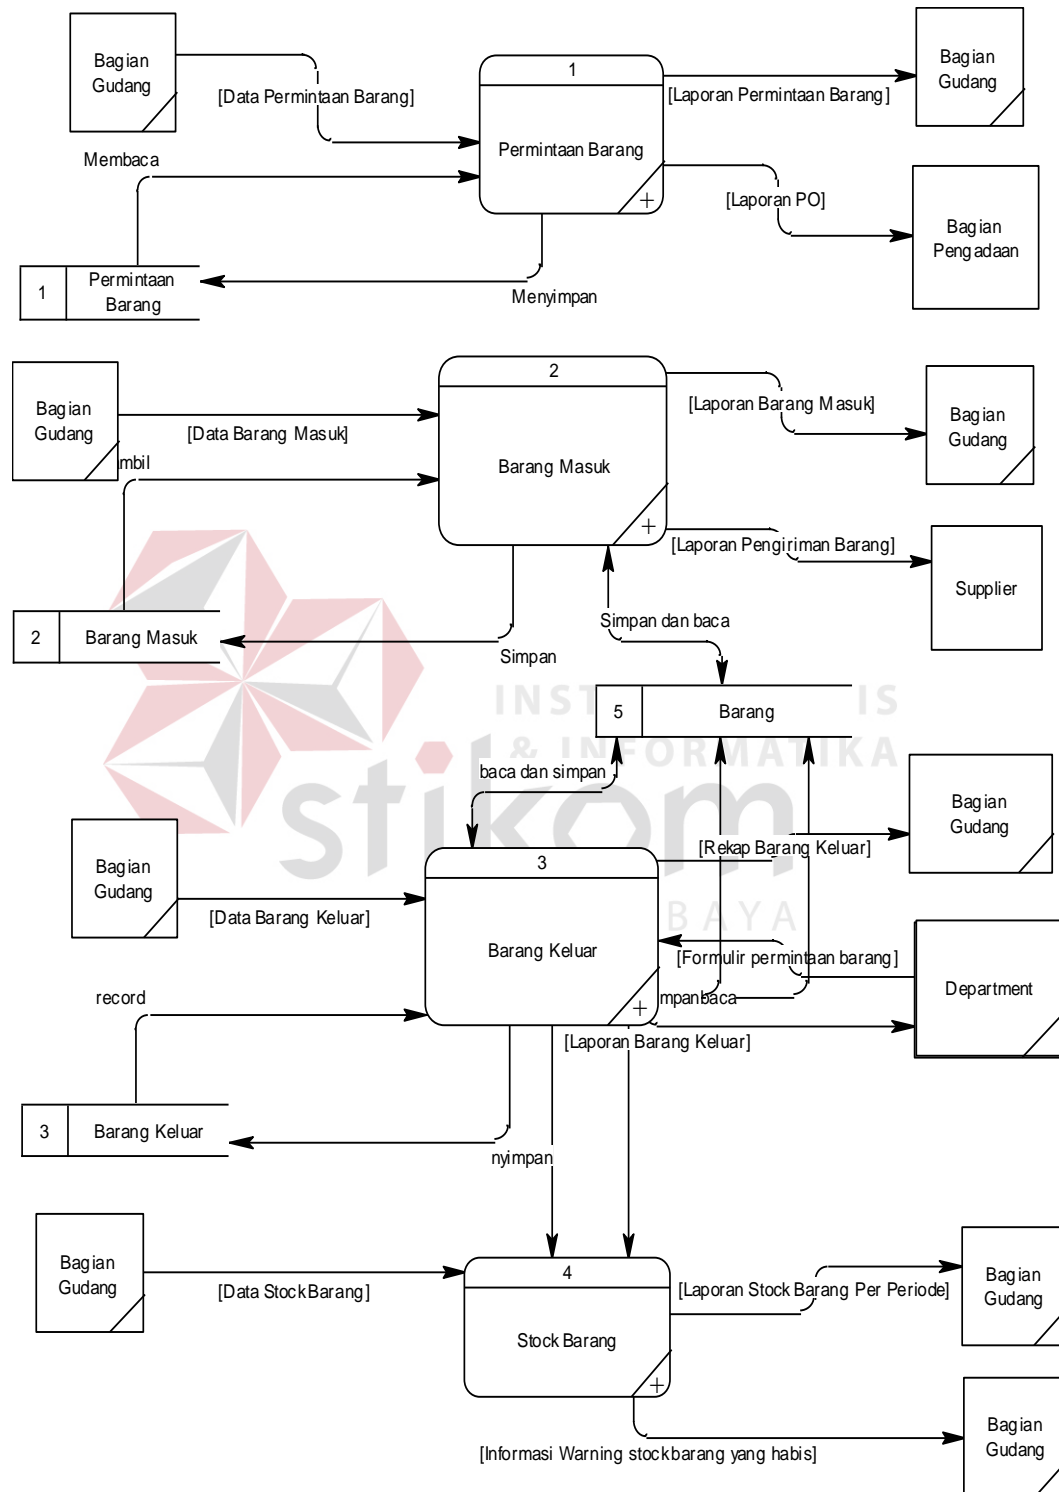 Bagian
Gudang
[Data Permintaan Barang]
1
Permintaan Barang
[Laporan Permintaan Barang]
Bagian
Gudang
Membaca
[Laporan PO]
Bagian
Pengadaan
1
Permintaan
Barang
Menyimpan
Bagian
Gudang
[Data Barang Masuk]
mbil
2
Barang Masuk
[Laporan Barang Masuk]
Bagian
Gudang
[Laporan Pengiriman Barang]
Supplier
2
Barang Masuk
Simpan
Simpan dan baca
5
Barang
INST IS
& INFORMATIKA
stikom
BAYA
baca dan simpan
Bagian
Gudang
[Data Barang Keluar]
3
Barang Keluar
[Rekap Barang Keluar]
Bagian
Gudang
[Formulir permintaan barang]
Department
mpanbaca
[Laporan Barang Keluar]
record
3
Barang Keluar
nyimpan
Bagian
Gudang
[Data Stock Barang]
4
Stock Barang
[Laporan Stock Barang Per Periode]
Bagian
Gudang
[Informasi Warning stockbarang yang habis]
Bagian
Gudang